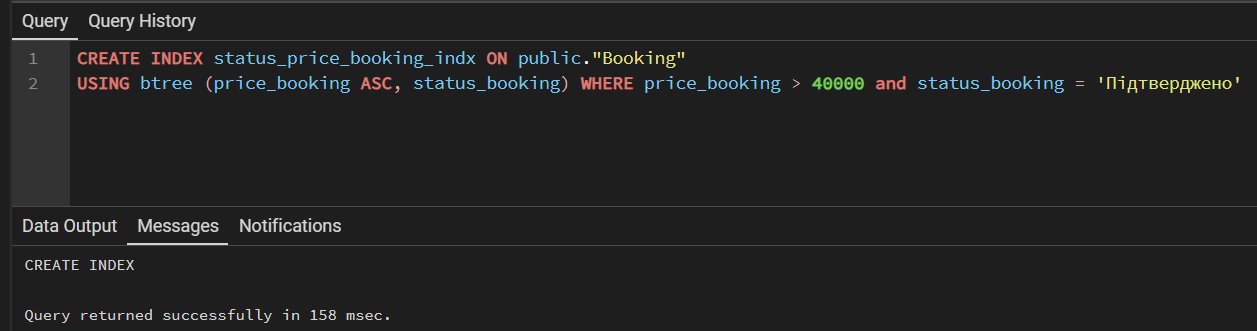 Query Query History
1 CREATE INDEX status_price_booking_indx ON public."Booking"
2 USING btree (price_booking ASC, status_booking) WHERE price_booking > 40000 and status_booking = 'Підтверджено'
Data Output Messages Notifications
CREATE INDEX
Query returned successfully in 158 msec.